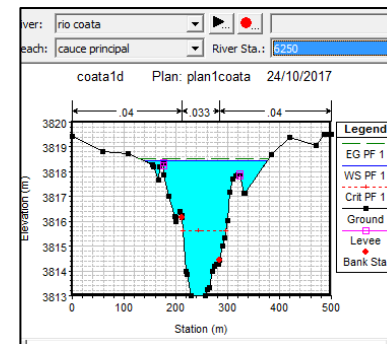 ver: rio coata
each: cauce principal River Sta.: 6250
coata1d Plan: plan1coata 24/10/2017
.04 .033 .04
Legend
EG PF 1
WS PF 1
Crit PF 1
Ground
Levee
Bank Sta
Elevation (m)
3820
3819
3818
3817
3816
3815
3814
3813
0 100 200 300 400 500
Station (m)